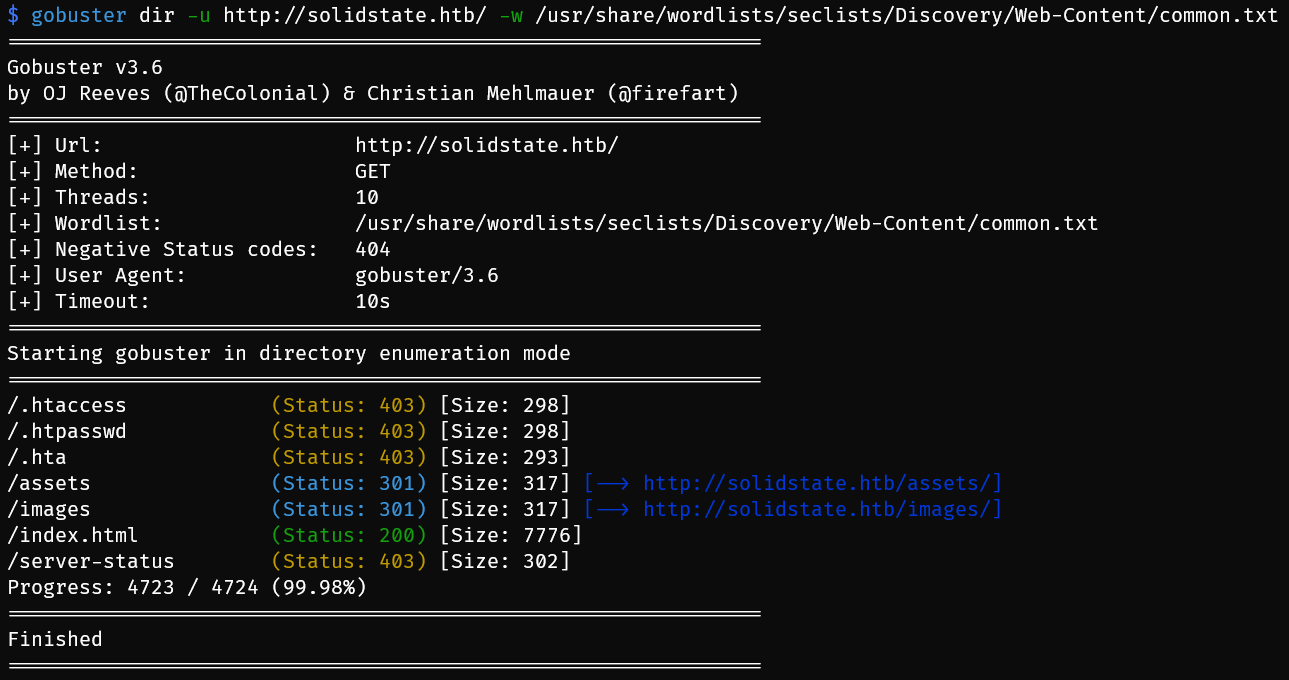 $ gobuster dir -u http://solidstate.htb/ -w /usr/share/wordlists/seclists/Discovery/Web-Content/common.txt
===============================================================
Gobuster v3.6
by OJ Reeves (@TheColonial) & Christian Mehlmauer (@firefart)
===============================================================
[+] Url:                     http://solidstate.htb/
[+] Method:                  GET
[+] Threads:                 10
[+] Wordlist:                /usr/share/wordlists/seclists/Discovery/Web-Content/common.txt
[+] Negative Status codes:   404
[+] User Agent:              gobuster/3.6
[+] Timeout:                 10s
===============================================================
Starting gobuster in directory enumeration mode
===============================================================
/.htaccess            (Status: 403) [Size: 298]
/.htpasswd            (Status: 403) [Size: 298]
/.hta                 (Status: 403) [Size: 293]
/assets               (Status: 301) [Size: 317] [--> http://solidstate.htb/assets/]
/images               (Status: 301) [Size: 317] [--> http://solidstate.htb/images/]
/index.html           (Status: 200) [Size: 7776]
/server-status        (Status: 403) [Size: 302]
Progress: 4723 / 4724 (99.98%)
===============================================================
Finished
===============================================================